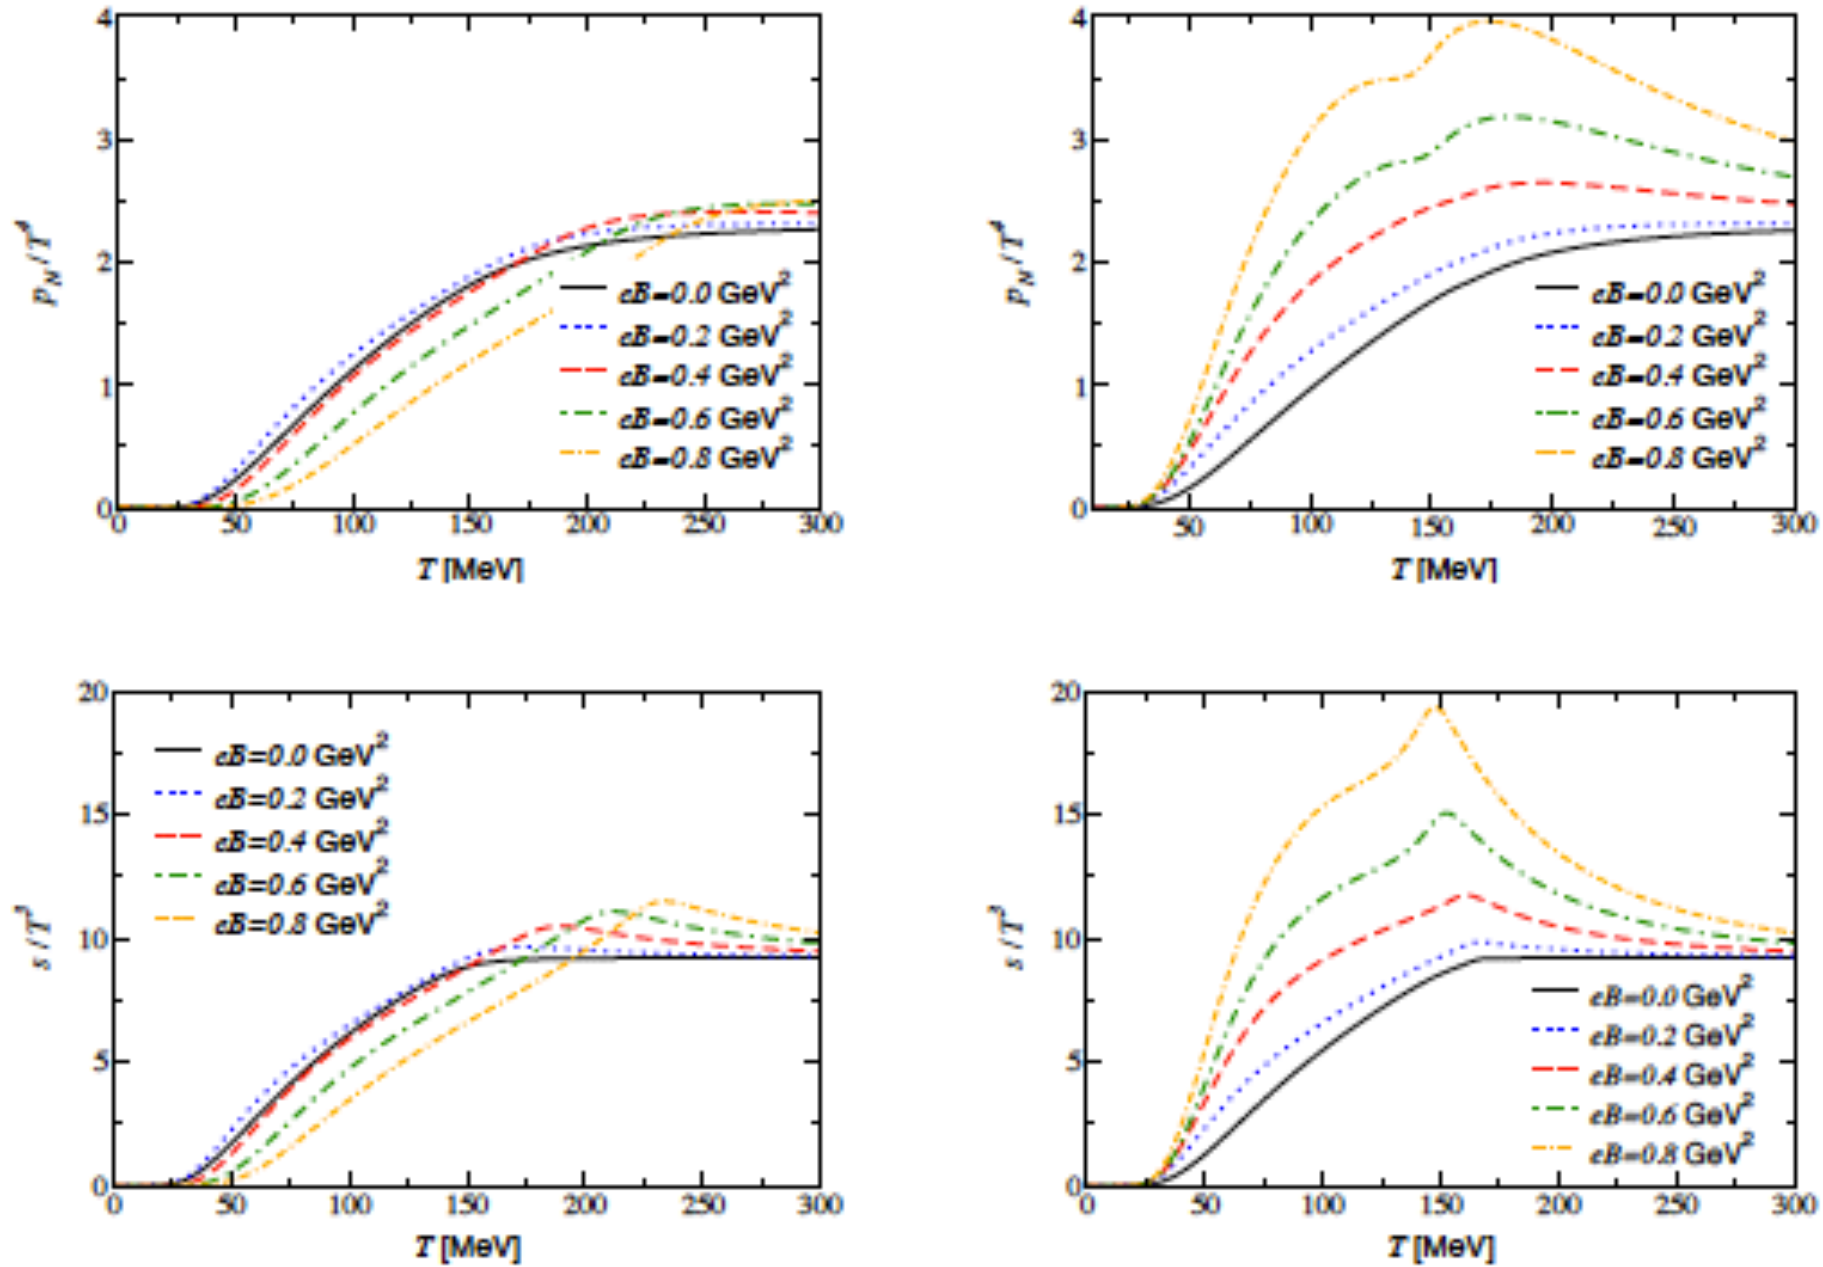 4
3
2
1
0
p_N/T^4
eB=0.0 GeV^2
eB=0.2 GeV^2
eB=0.4 GeV^2
eB=0.6 GeV^2
eB=0.8 GeV^2
0 50 100 150 200 250 300
T [MeV]
4
3
2
1
0
p_N/T^4
eB=0.0 GeV^2
eB=0.2 GeV^2
eB=0.4 GeV^2
eB=0.6 GeV^2
eB=0.8 GeV^2
50 100 150 200 250 300
T [MeV]
20
15
10
5
0
s/T^3
eB=0.0 GeV^2
eB=0.2 GeV^2
eB=0.4 GeV^2
eB=0.6 GeV^2
eB=0.8 GeV^2
0 50 100 150 200 250 300
T [MeV]
20
15
10
5
0
s/T^3
eB=0.0 GeV^2
eB=0.2 GeV^2
eB=0.4 GeV^2
eB=0.6 GeV^2
eB=0.8 GeV^2
0 50 100 150 200 250 300
T [MeV]